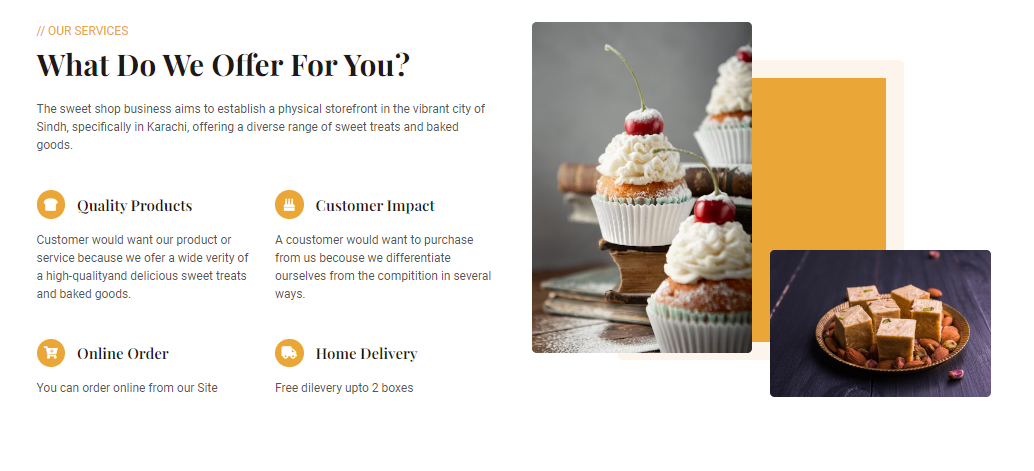 // OUR SERVICES
What Do We Offer For You?
The sweet shop business aims to establish a physical storefront in the vibrant city of
Sindh, specifically in Karachi, offering a diverse range of sweet treats and baked
goods.
Quality Products
Customer would want our product or
service because we ofer a wide verity of
a high-qualityand delicious sweet treats
and baked goods.
Customer Impact
A coustomer would want to purchase
from us becouse we differentiate
ourselves from the compitition in several
ways.
Online Order
You can order online from our Site
Home Delivery
Free dilevery upto 2 boxes